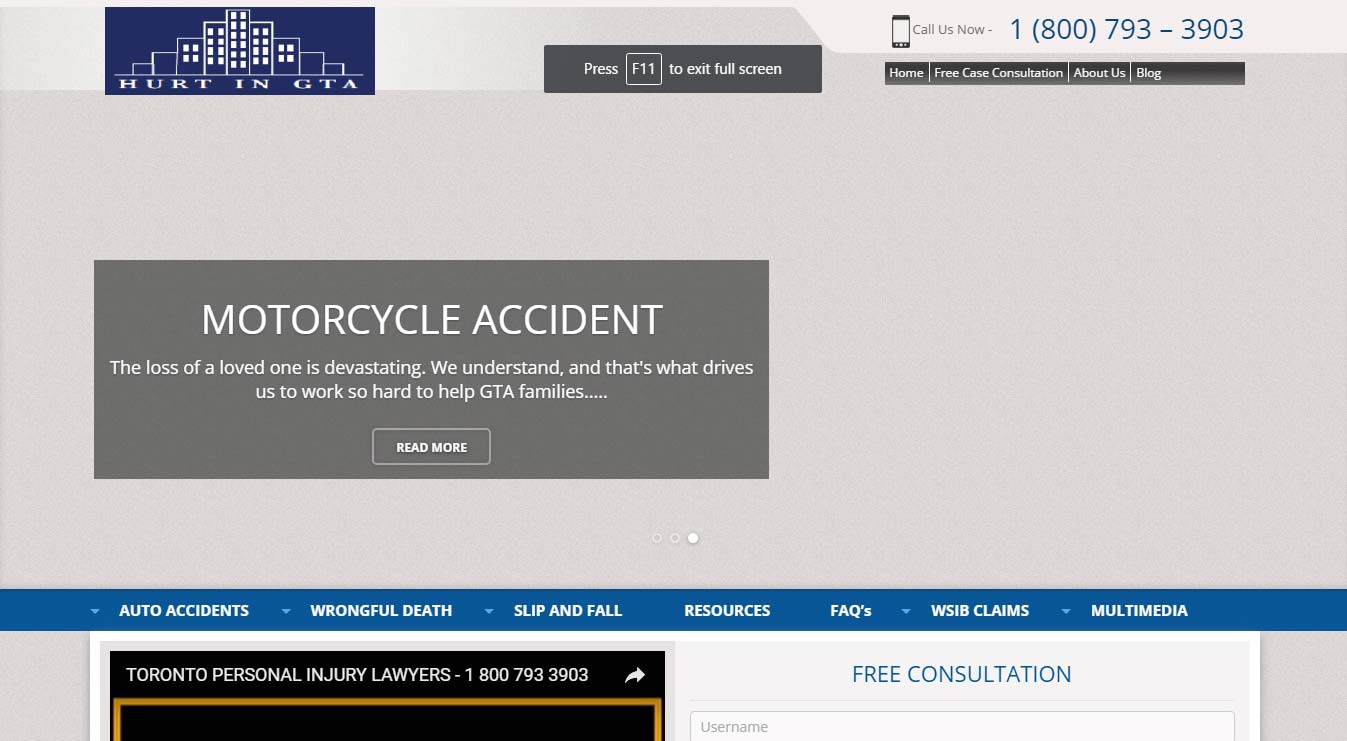 HURT IN GTA
Press F11 to exit full screen
Call Us Now - 1 (800) 793 – 3903
Home Free Case Consultation About Us Blog
MOTORCYCLE ACCIDENT
The loss of a loved one is devastating. We understand, and that's what drives
us to work so hard to help GTA families.....
READ MORE
AUTO ACCIDENTS WRONGFUL DEATH SLIP AND FALL RESOURCES FAQ’s WSIB CLAIMS MULTIMEDIA
TORONTO PERSONAL INJURY LAWYERS - 1 800 793 3903
FREE CONSULTATION
Username